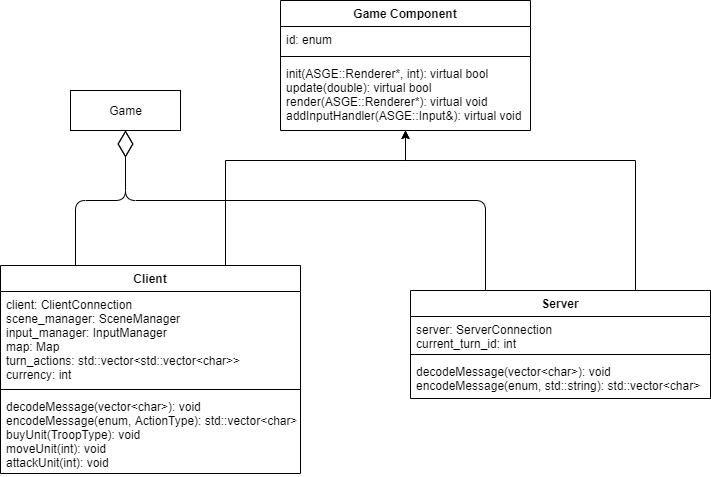 Game Component
id: enum
init(ASGE::Renderer*, int): virtual bool
update(double): virtual bool
render(ASGE::Renderer*): virtual void
addInputHandler(ASGE::Input&): virtual void
Game
Client
client: ClientConnection
scene_manager: SceneManager
input_manager: InputManager
map: Map
turn_actions: std::vector<std::vector<char>>
currency: int
decodeMessage(vector<char>): void
encodeMessage(enum, ActionType): std::vector<char>
buyUnit(TroopType): void
moveUnit(int): void
attackUnit(int): void
Server
server: ServerConnection
current_turn_id: int
decodeMessage(vector<char>): void
encodeMessage(enum, std::string): std::vector<char>